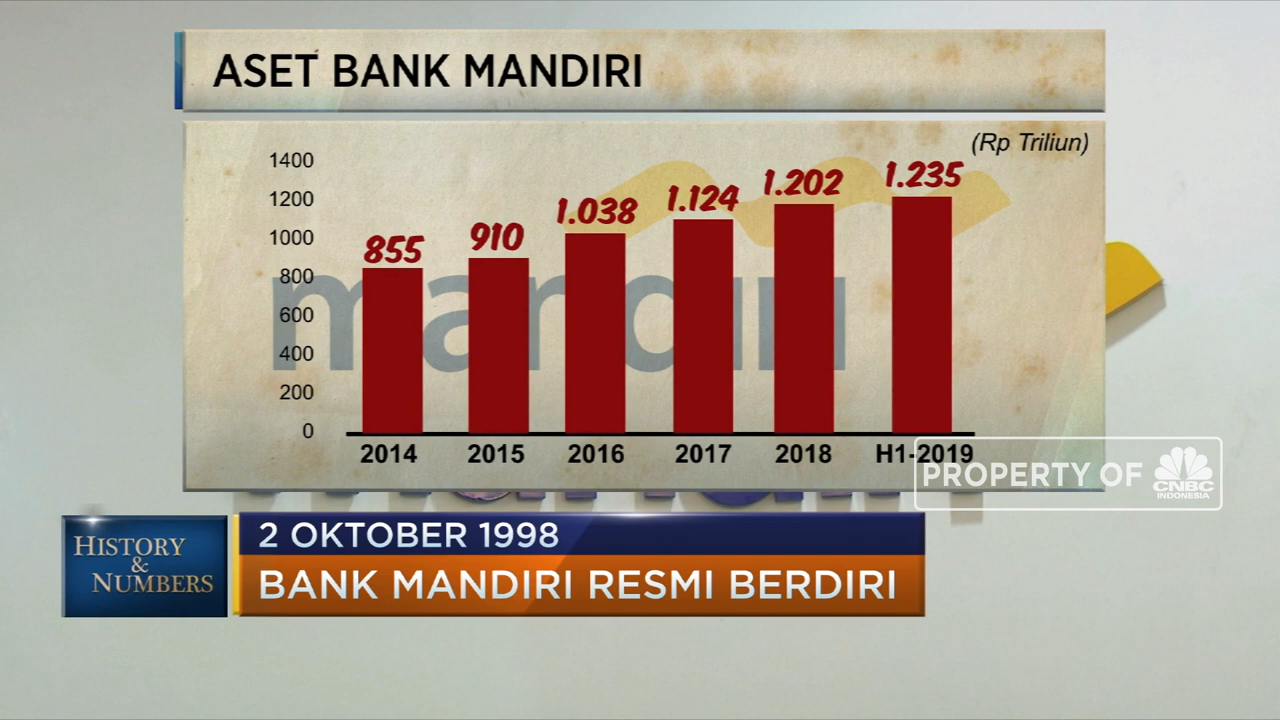 ASET BANK MANDIRI
(Rp Triliun)
1400
1200
1000
800
600
400
200
0
855
910
1.038
1.124
1.202
1.235
mandiri
2014
2015
2016
2017
2018
H1-2019
PROPERTY OF CNBC INDONESIA
HISTORY
&
NUMBERS
2 OKTOBER 1998
BANK MANDIRI RESMI BERDIRI